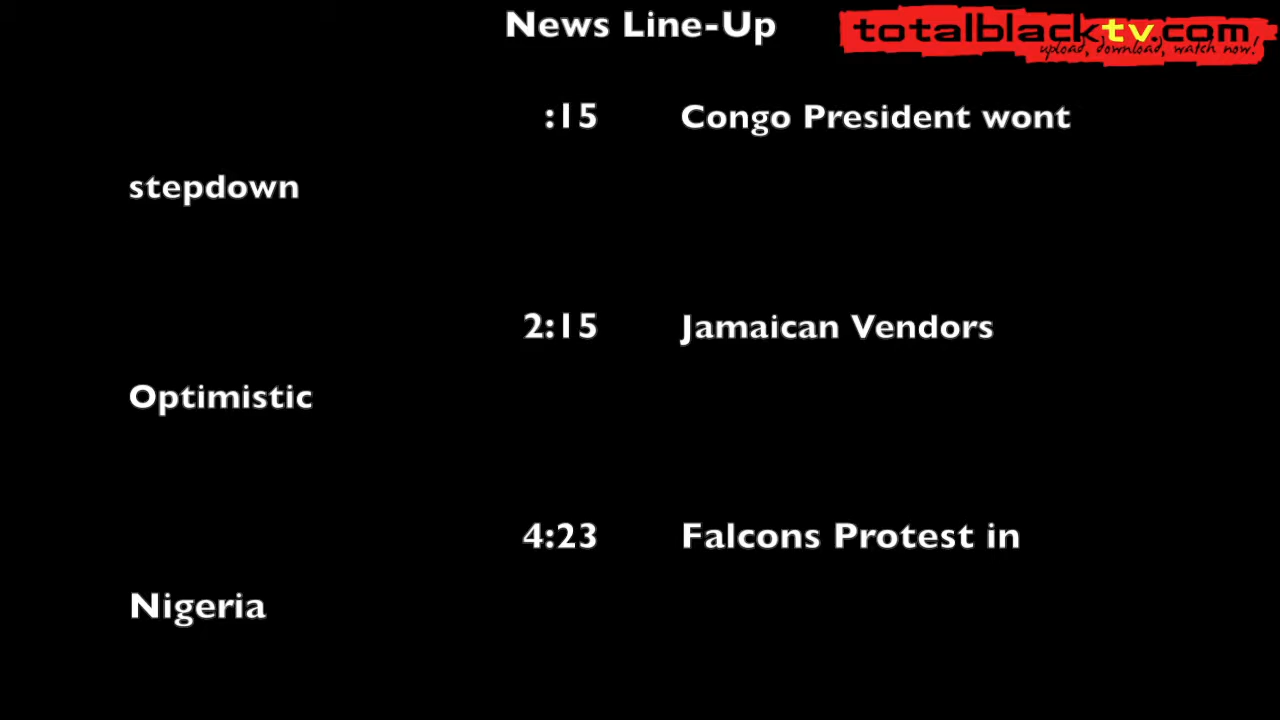 News Line-Up
totalblacktv.com
upload, download, watch now!
:15 Congo President wont
stepdown
2:15 Jamaican Vendors
Optimistic
4:23 Falcons Protest in
Nigeria